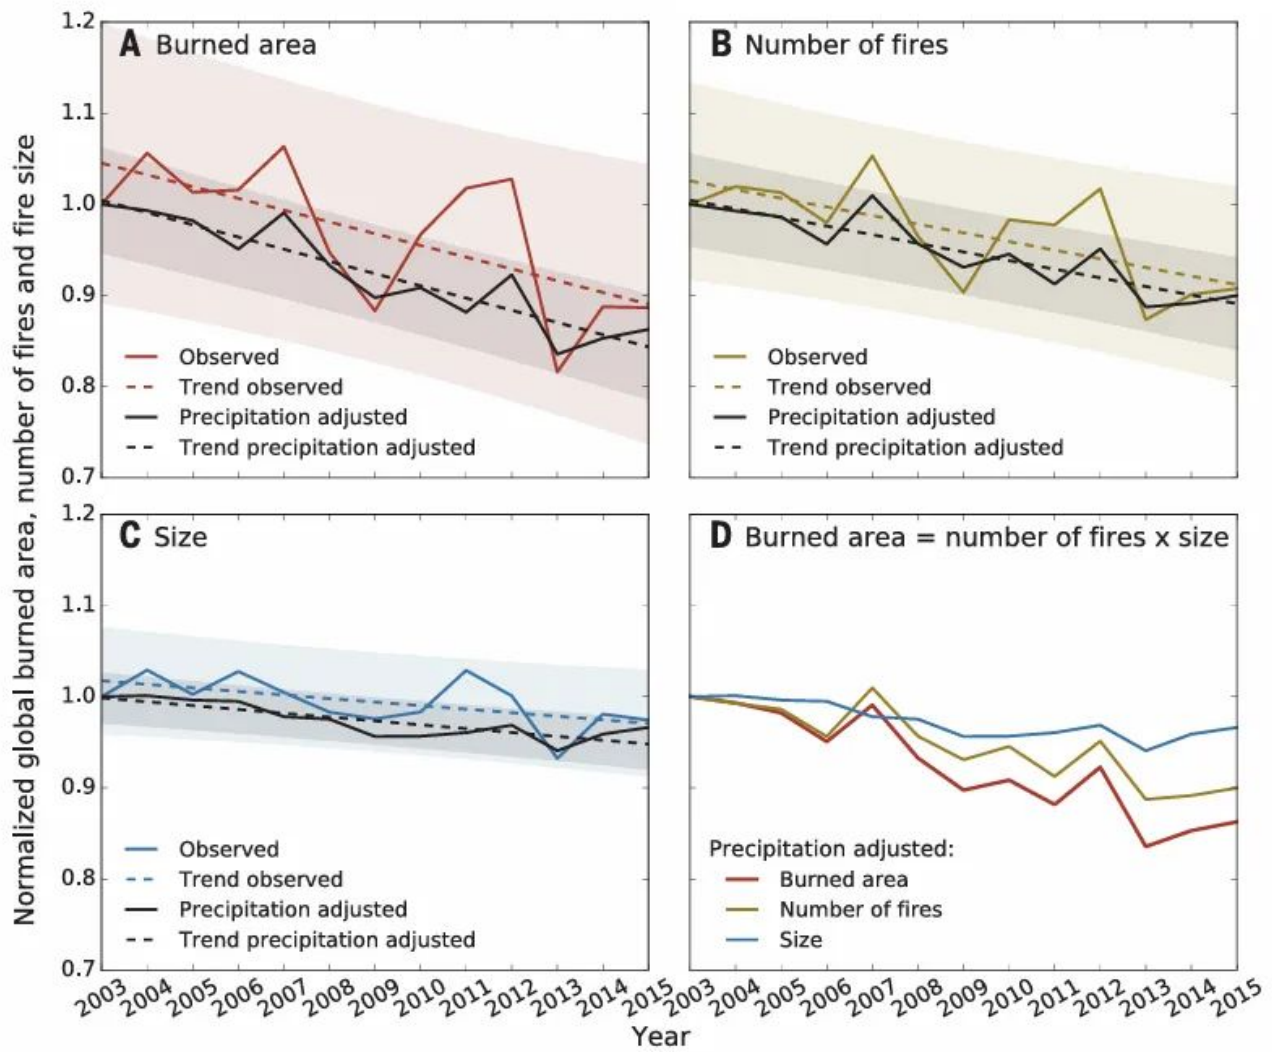 Normalized global burned area, number of fires and fire size
A Burned area
1.2
1.1
1.0
0.9
0.8
0.7
Observed
Trend observed
Precipitation adjusted
Trend precipitation adjusted
B Number of fires
Observed
Trend observed
Precipitation adjusted
Trend precipitation adjusted
C Size
1.2
1.1
1.0
0.9
0.8
0.7
Observed
Trend observed
Precipitation adjusted
Trend precipitation adjusted
2003 2004 2005 2006 2007 2008 2009 2010 2011 2012 2013 2014 2015
D Burned area = number of fires x size
Precipitation adjusted:
Burned area
Number of fires
Size
2003 2004 2005 2006 2007 2008 2009 2010 2011 2012 2013 2014 2015
Year